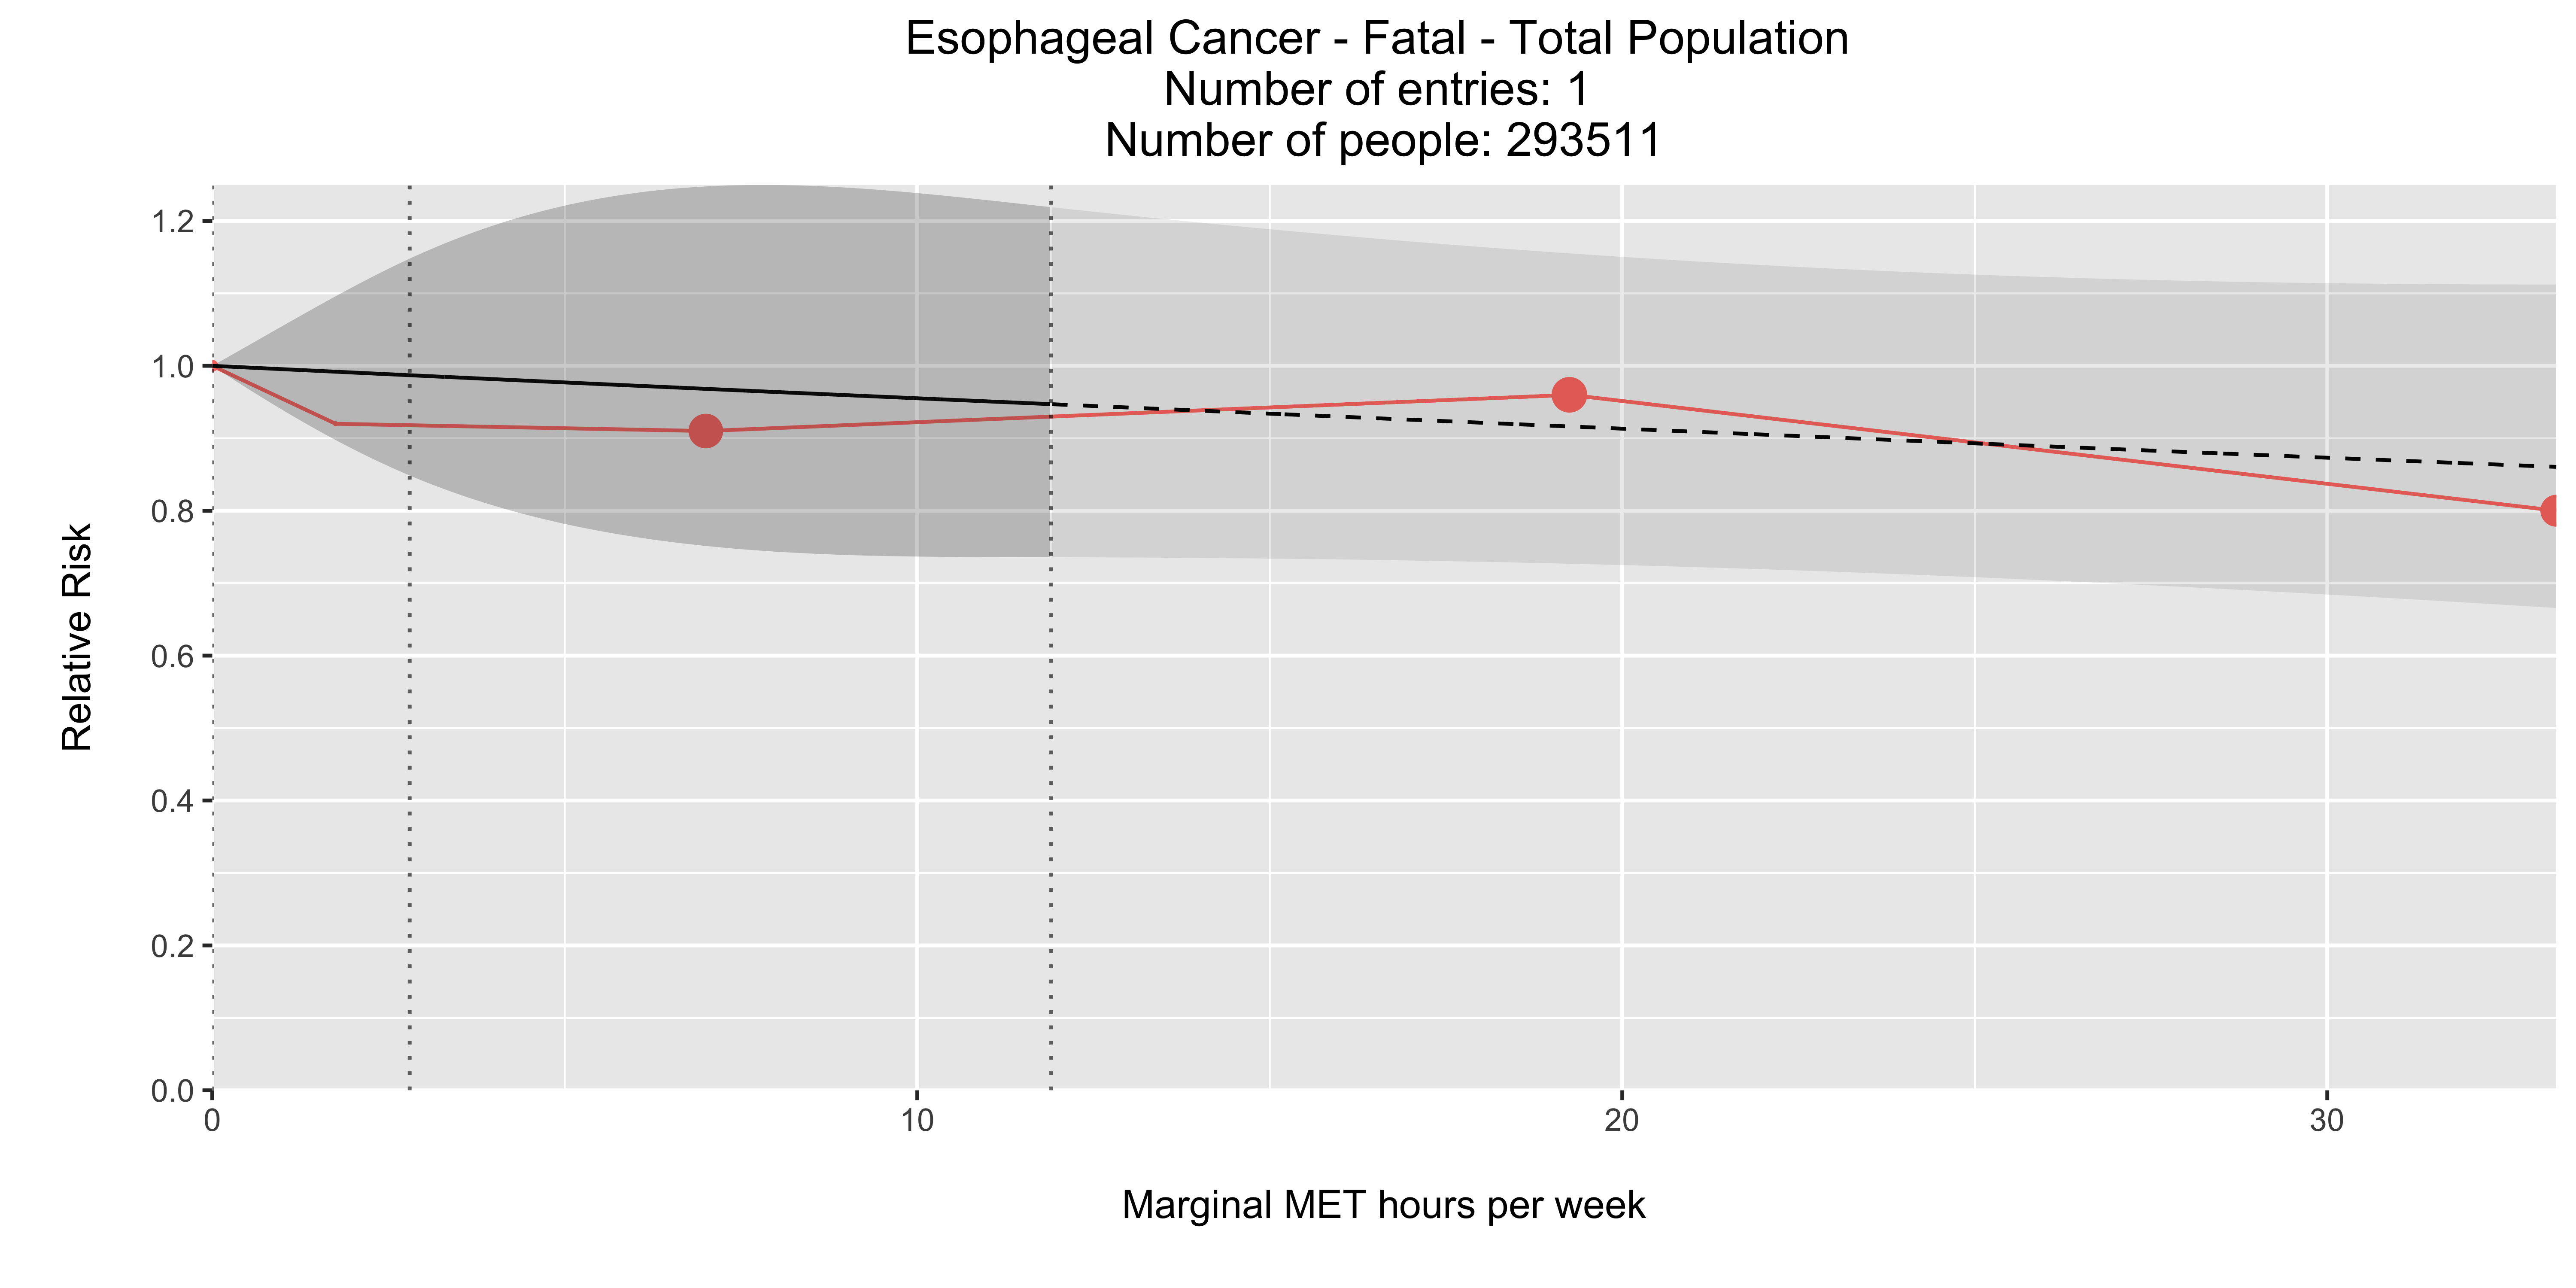 Esophageal Cancer - Fatal - Total Population
Number of entries: 1
Number of people: 293511
1.2
1.0
0.8
0.6
0.4
0.2
0.0
Relative Risk
0
10
20
30
Marginal MET hours per week